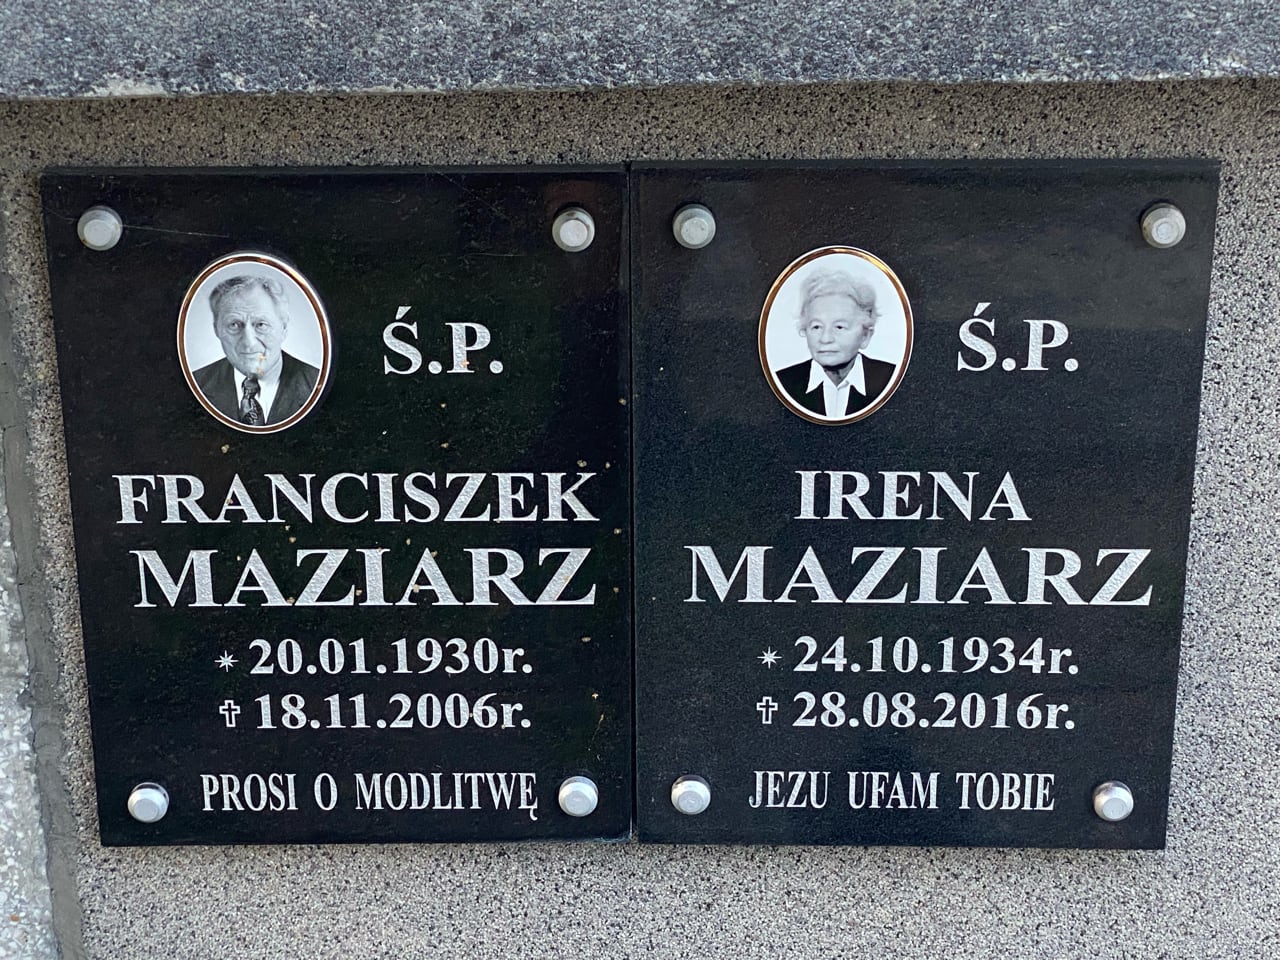 Ś.P.
FRANCISZEK
MAZIARZ
20.01.1930r.
18.11.2006r.
PROSI O MODLITWĘ
Ś.P.
IRENA
MAZIARZ
24.10.1934r.
28.08.2016r.
JEZU UFAM TOBIE